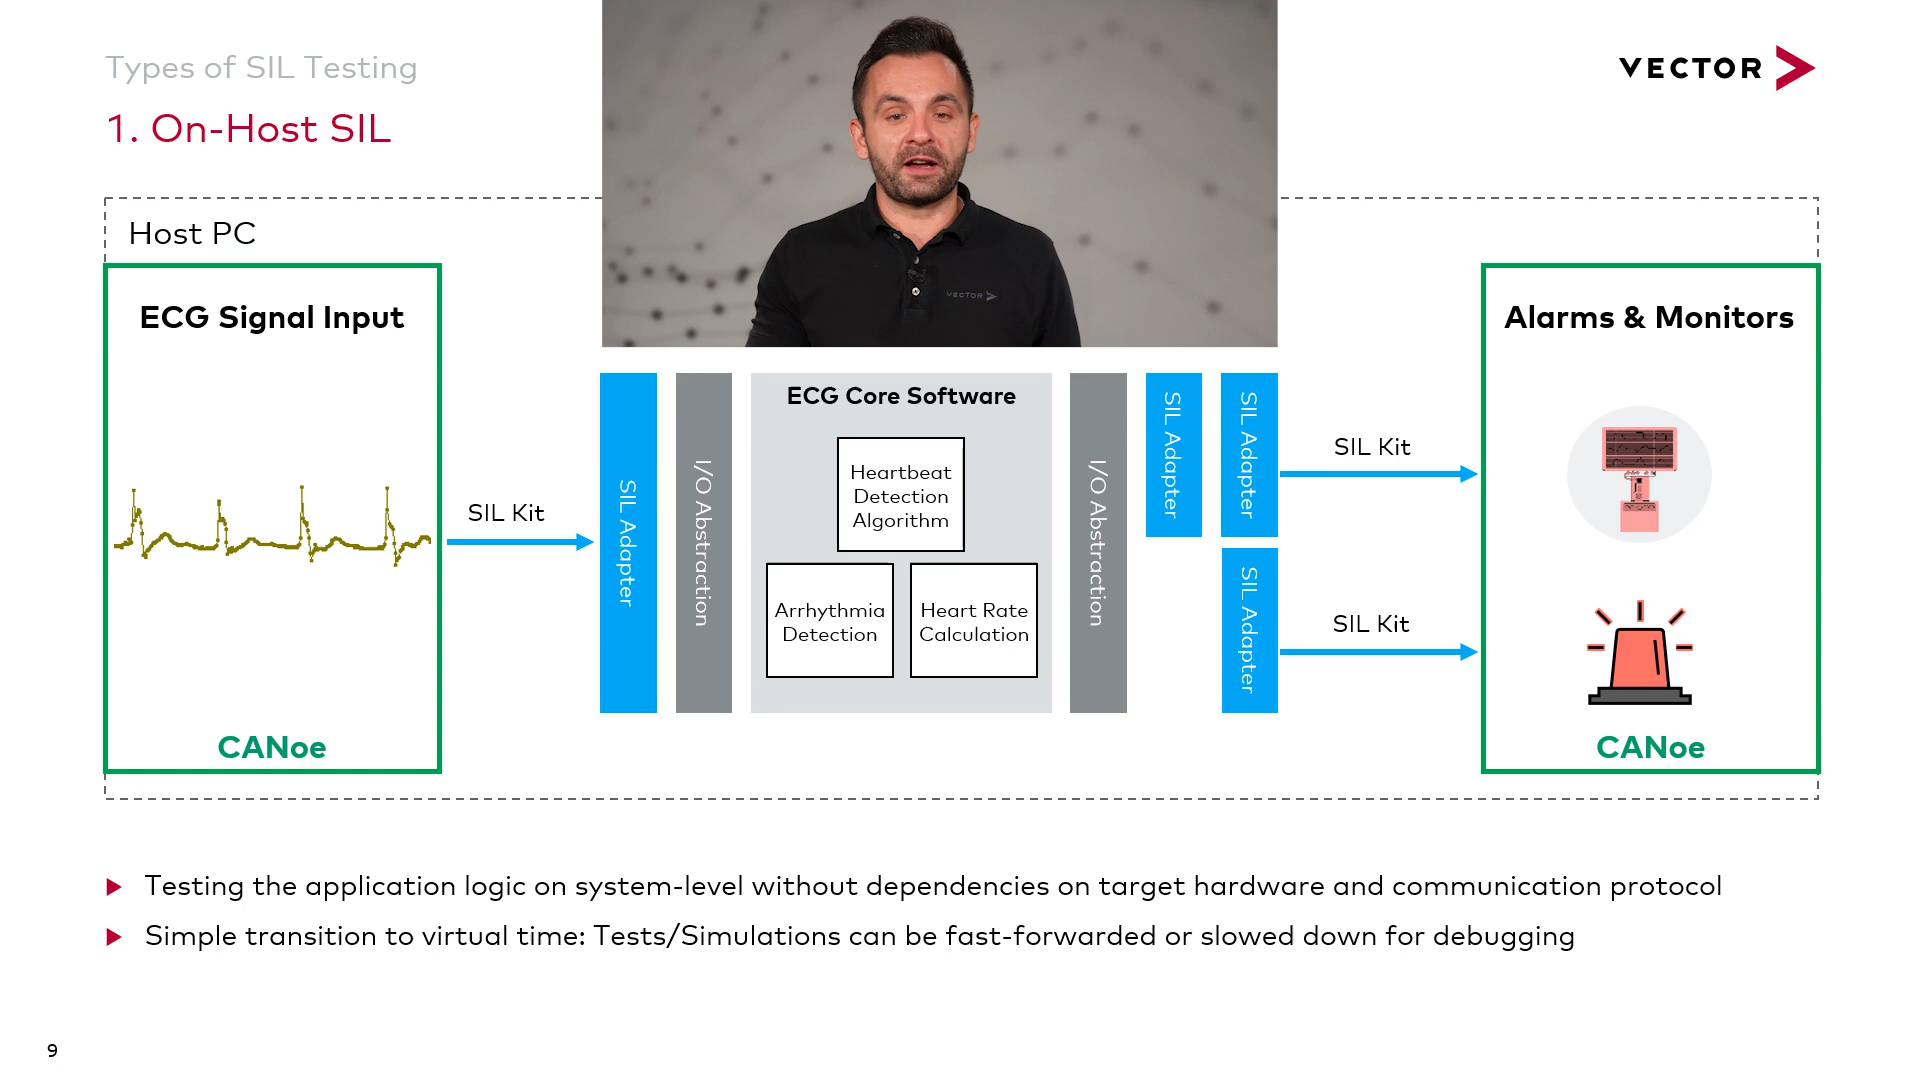 Types of SIL Testing
1. On-Host SIL
VECTOR
VECTOR
Host PC
ECG Signal Input
CANoe
SIL Kit
SIL Adapter
I/O Abstraction
ECG Core Software
Heartbeat
Detection
Algorithm
Arrhythmia
Detection
Heart Rate
Calculation
I/O Abstraction
SIL Adapter
SIL Adapter
SIL Adapter
SIL Kit
SIL Kit
Alarms & Monitors
CANoe
Testing the application logic on system-level without dependencies on target hardware and communication protocol
Simple transition to virtual time: Tests/Simulations can be fast-forwarded or slowed down for debugging
9